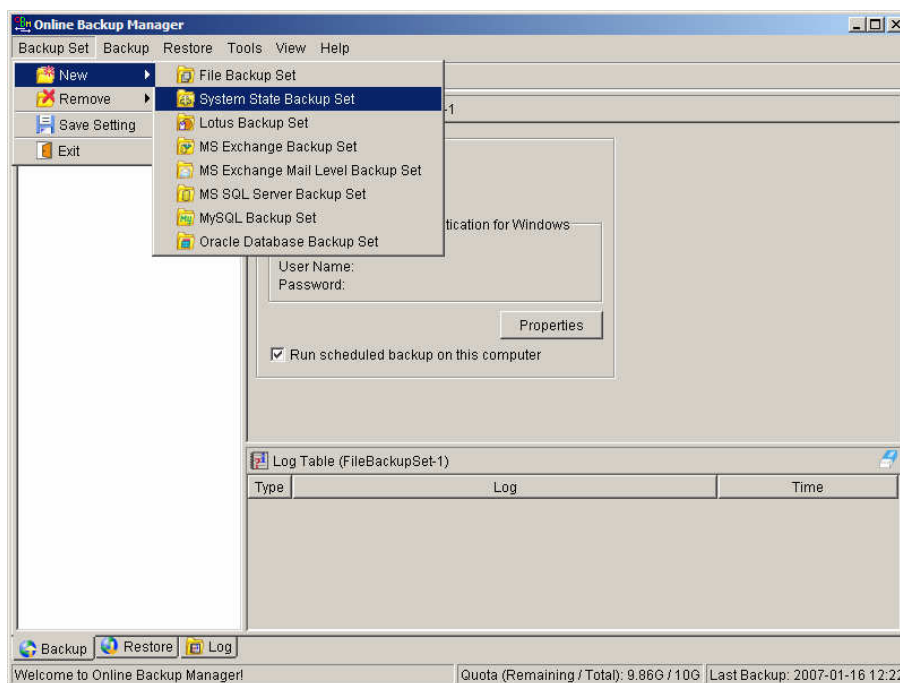 Online Backup Manager
Backup Set Backup Restore Tools View Help
New
Remove
Save Setting
Exit
File Backup Set
System State Backup Set
Lotus Backup Set
MS Exchange Backup Set
MS Exchange Mail Level Backup Set
MS SQL Server Backup Set
MySQL Backup Set
Oracle Database Backup Set
-1
tication for Windows
User Name:
Password:
Properties
Run scheduled backup on this computer
Log Table (FileBackupSet-1)
Type Log Time
Backup Restore Log
Welcome to Online Backup Manager! Quota (Remaining / Total): 9.86G / 10G Last Backup: 2007-01-16 12:22